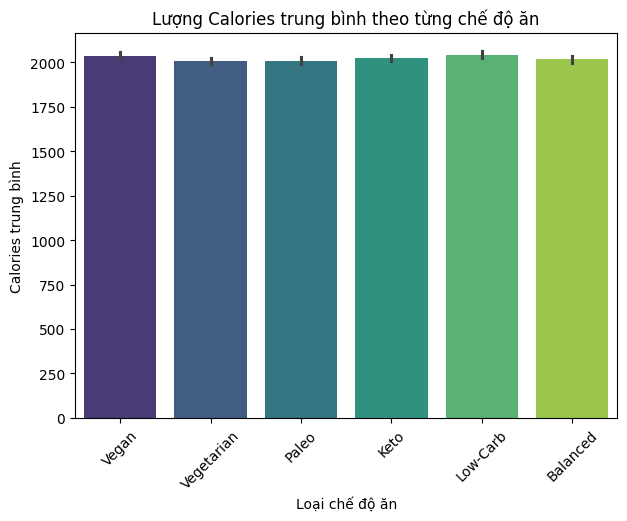 Lượng Calories trung bình theo từng chế độ ăn
Calories trung bình
2000
1750
1500
1250
1000
750
500
250
0
Vegan
Vegetarian
Paleo
Keto
Low-Carb
Balanced
Loại chế độ ăn